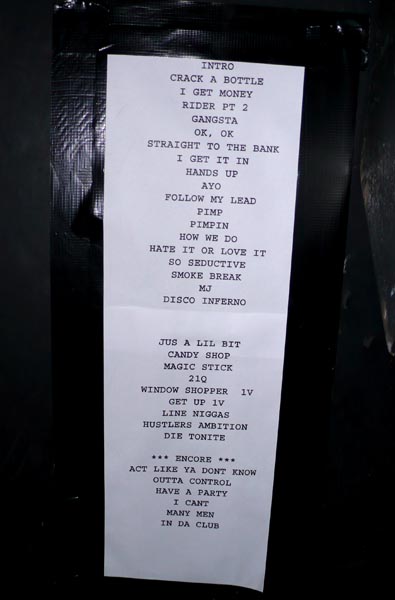 INTRO
CRACK A BOTTLE
I GET MONEY
RIDER PT 2
GANGSTA
OK, OK
STRAIGHT TO THE BANK
I GET IT IN
HANDS UP
AYO
FOLLOW MY LEAD
PIMP
PIMPIN
HOW WE DO
HATE IT OR LOVE IT
SO SEDUCTIVE
SMOKE BREAK
MJ
DISCO INFERNO
JUS A LIL BIT
CANDY SHOP
MAGIC STICK
21Q
WINDOW SHOPPER 1V
GET UP 1V
LINE NIGGAS
HUSTLERS AMBITION
DIE TONITE
*** ENCORE ***
ACT LIKE YA DONT KNOW
OUTTA CONTROL
HAVE A PARTY
I CANT
MANY MEN
IN DA CLUB